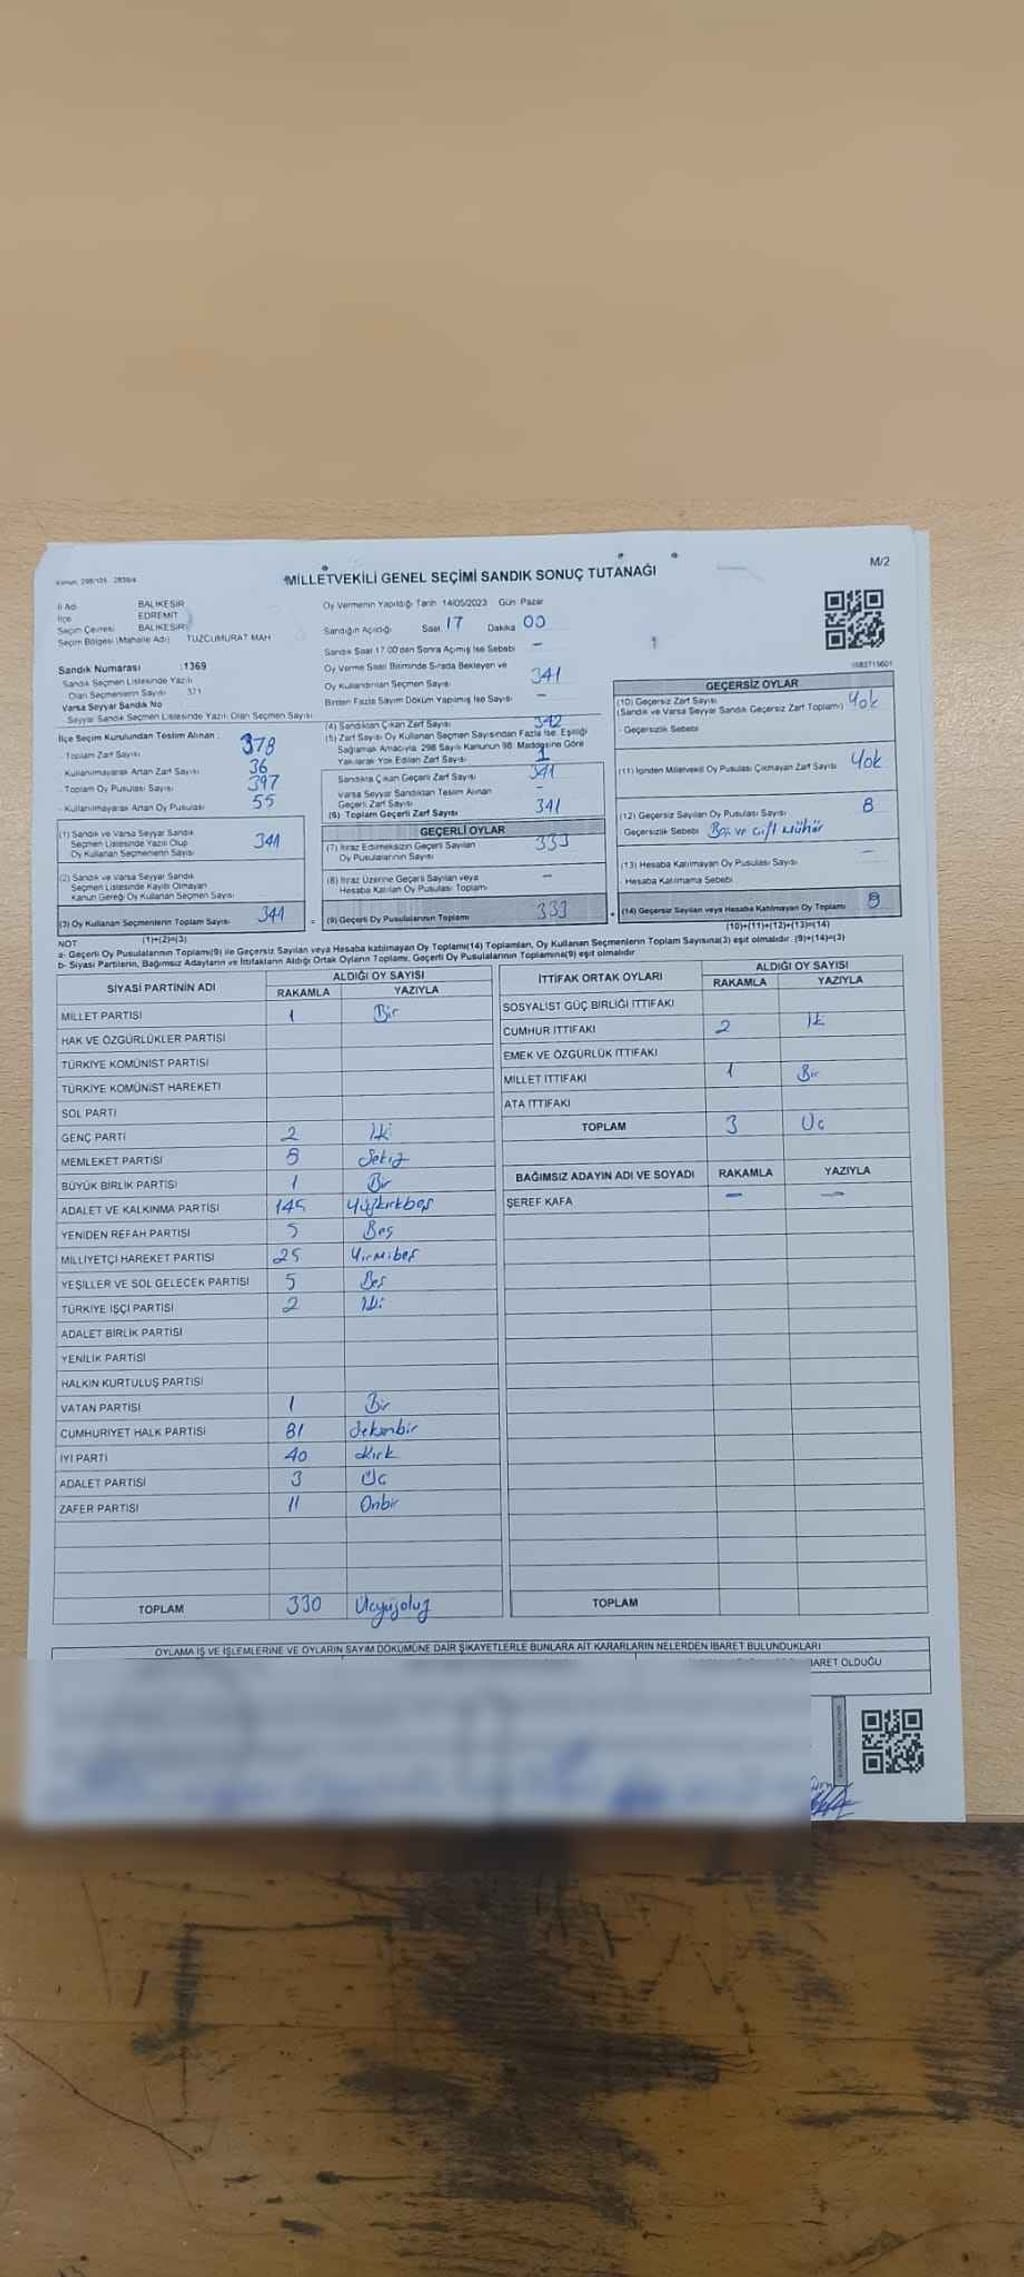 Kanun: 298/105 - 2839/4
MİLLETVEKİLİ GENEL SEÇİMİ SANDIK SONUÇ TUTANAĞI
M/2
İl Adı BALIKESİR
İlçe EDREMİT
Seçim Çevresi BALIKESİR
Seçim Bölgesi (Mahalle Adı) TUZCUMURAT MAH
Sandık Numarası :1369
Sandık Seçmen Listesinde Yazılı
Olan Seçmenlerin Sayısı 371
Varsa Seyyar Sandık No
Seyyar Sandık Seçmen Listesinde Yazılı Olan Seçmen Sayısı
Oy Vermenin Yapıldığı Tarih 14/05/2023 Gün Pazar
Sandığın Açıldığı Saat 17 Dakika 00
Sandık Saat 17.00'den Sonra Açılmış İse Sebebi -
Oy Verme Saati Bitiminde Sırada Bekleyen ve
Oy Kullandırılan Seçmen Sayısı 341
Birden Fazla Sayım Döküm Yapılmış İse Sayısı -
1
İlçe Seçim Kurulundan Teslim Alınan :
- Toplam Zarf Sayısı 378
- Kullanılmayarak Artan Zarf Sayısı 36
- Toplam Oy Pusulası Sayısı 397
- Kullanılmayarak Artan Oy Pusulası 55
(1) Sandık ve Varsa Seyyar Sandık
Seçmen Listesinde Yazılı Olup
Oy Kullanan Seçmenlerin Sayısı 341
(2) Sandık ve Varsa Seyyar Sandık
Seçmen Listesinde Kayıtlı Olmayan
Kanun Gereği Oy Kullanan Seçmen Sayısı
(3) Oy Kullanan Seçmenlerin Toplam Sayısı 341
(1)+(2)=(3)
(4) Sandıktan Çıkan Zarf Sayısı 342
(5) Zarf Sayısı Oy Kullanan Seçmen Sayısından Fazla İse, Eşitliği
Sağlamak Amacıyla, 298 Sayılı Kanunun 98. Maddesine Göre
Yakılarak Yok Edilen Zarf Sayısı 1
Sandıkta Çıkan Geçerli Zarf Sayısı 341
Varsa Seyyar Sandıktan Teslim Alınan
Geçerli Zarf Sayısı -
(6) Toplam Geçerli Zarf Sayısı 341
GEÇERLİ OYLAR
(7) İtiraz Edilmeksizin Geçerli Sayılan
Oy Pusulalarının Sayısı 333
(8) İtiraz Üzerine Geçerli Sayılan veya
Hesaba Katılan Oy Pusulası Toplamı -
= (9) Geçerli Oy Pusulalarının Toplamı 333
GEÇERSİZ OYLAR
(10) Geçersiz Zarf Sayısı
(Sandık ve Varsa Seyyar Sandık Geçersiz Zarf Toplamı) Yok
- Geçersizlik Sebebi
(11) İçinden Milletvekili Oy Pusulası Çıkmayan Zarf Sayısı Yok
(12) Geçersiz Sayılan Oy Pusulası Sayısı 8
Geçersizlik Sebebi Boş ve çift mühür
(13) Hesaba Katılmayan Oy Pusulası Sayısı -
Hesaba Katılmama Sebebi
+ (14) Geçersiz Sayılan veya Hesaba Katılmayan Oy Toplamı 8
(10)+(11)+(12)+(13)=(14)
NOT
a- Geçerli Oy Pusulalarının Toplamı(9) ile Geçersiz Sayılan veya Hesaba katılmayan Oy Toplamı(14) Toplamları, Oy Kullanan Seçmenlerin Toplam Sayısına(3) eşit olmalıdır. (9)+(14)=(3)
b- Siyasi Partilerin, Bağımsız Adayların ve İttifakların Aldığı Ortak Oyların Toplamı, Geçerli Oy Pusulalarının Toplamına(9) eşit olmalıdır
SİYASİ PARTİNİN ADI ALDIĞI OY SAYISI
RAKAMLA YAZIYLA
MİLLET PARTİSİ 1 Bir
HAK VE ÖZGÜRLÜKLER PARTİSİ
TÜRKİYE KOMÜNİST PARTİSİ
TÜRKİYE KOMÜNİST HAREKETİ
SOL PARTİ
GENÇ PARTİ 2 İki
MEMLEKET PARTİSİ 8 Sekiz
BÜYÜK BİRLİK PARTİSİ 1 Bir
ADALET VE KALKINMA PARTİSİ 145 Yüzkırkbeş
YENİDEN REFAH PARTİSİ 5 Beş
MİLLİYETÇİ HAREKET PARTİSİ 25 Yirmibeş
YEŞİLLER VE SOL GELECEK PARTİSİ 5 Beş
TÜRKİYE İŞÇİ PARTİSİ 2 İki
ADALET BİRLİK PARTİSİ
YENİLİK PARTİSİ
HALKIN KURTULUŞ PARTİSİ
VATAN PARTİSİ 1 Bir
CUMHURİYET HALK PARTİSİ 81 Seksenbir
İYİ PARTİ 40 Kırk
ADALET PARTİSİ 3 Üç
ZAFER PARTİSİ 11 Onbir
TOPLAM 330 Üçyüzotuz
İTTİFAK ORTAK OYLARI ALDIĞI OY SAYISI
RAKAMLA YAZIYLA
SOSYALİST GÜÇ BİRLİĞİ İTTİFAKI
CUMHUR İTTİFAKI 2
EMEK VE ÖZGÜRLÜK İTTİFAKI
MİLLET İTTİFAKI 1 Bir
ATA İTTİFAKI
TOPLAM 3 Üç
BAĞIMSIZ ADAYIN ADI VE SOYADI RAKAMLA YAZIYLA
ŞEREF KAFA - -
TOPLAM
OYLAMA İŞ VE İŞLEMLERİNE VE OYLARIN SAYIM DÖKÜMÜNE DAİR ŞİKAYETLERLE BUNLARA AİT KARARLARIN NELERDEN İBARET BULUNDUKLARI
BARET OLDUĞU